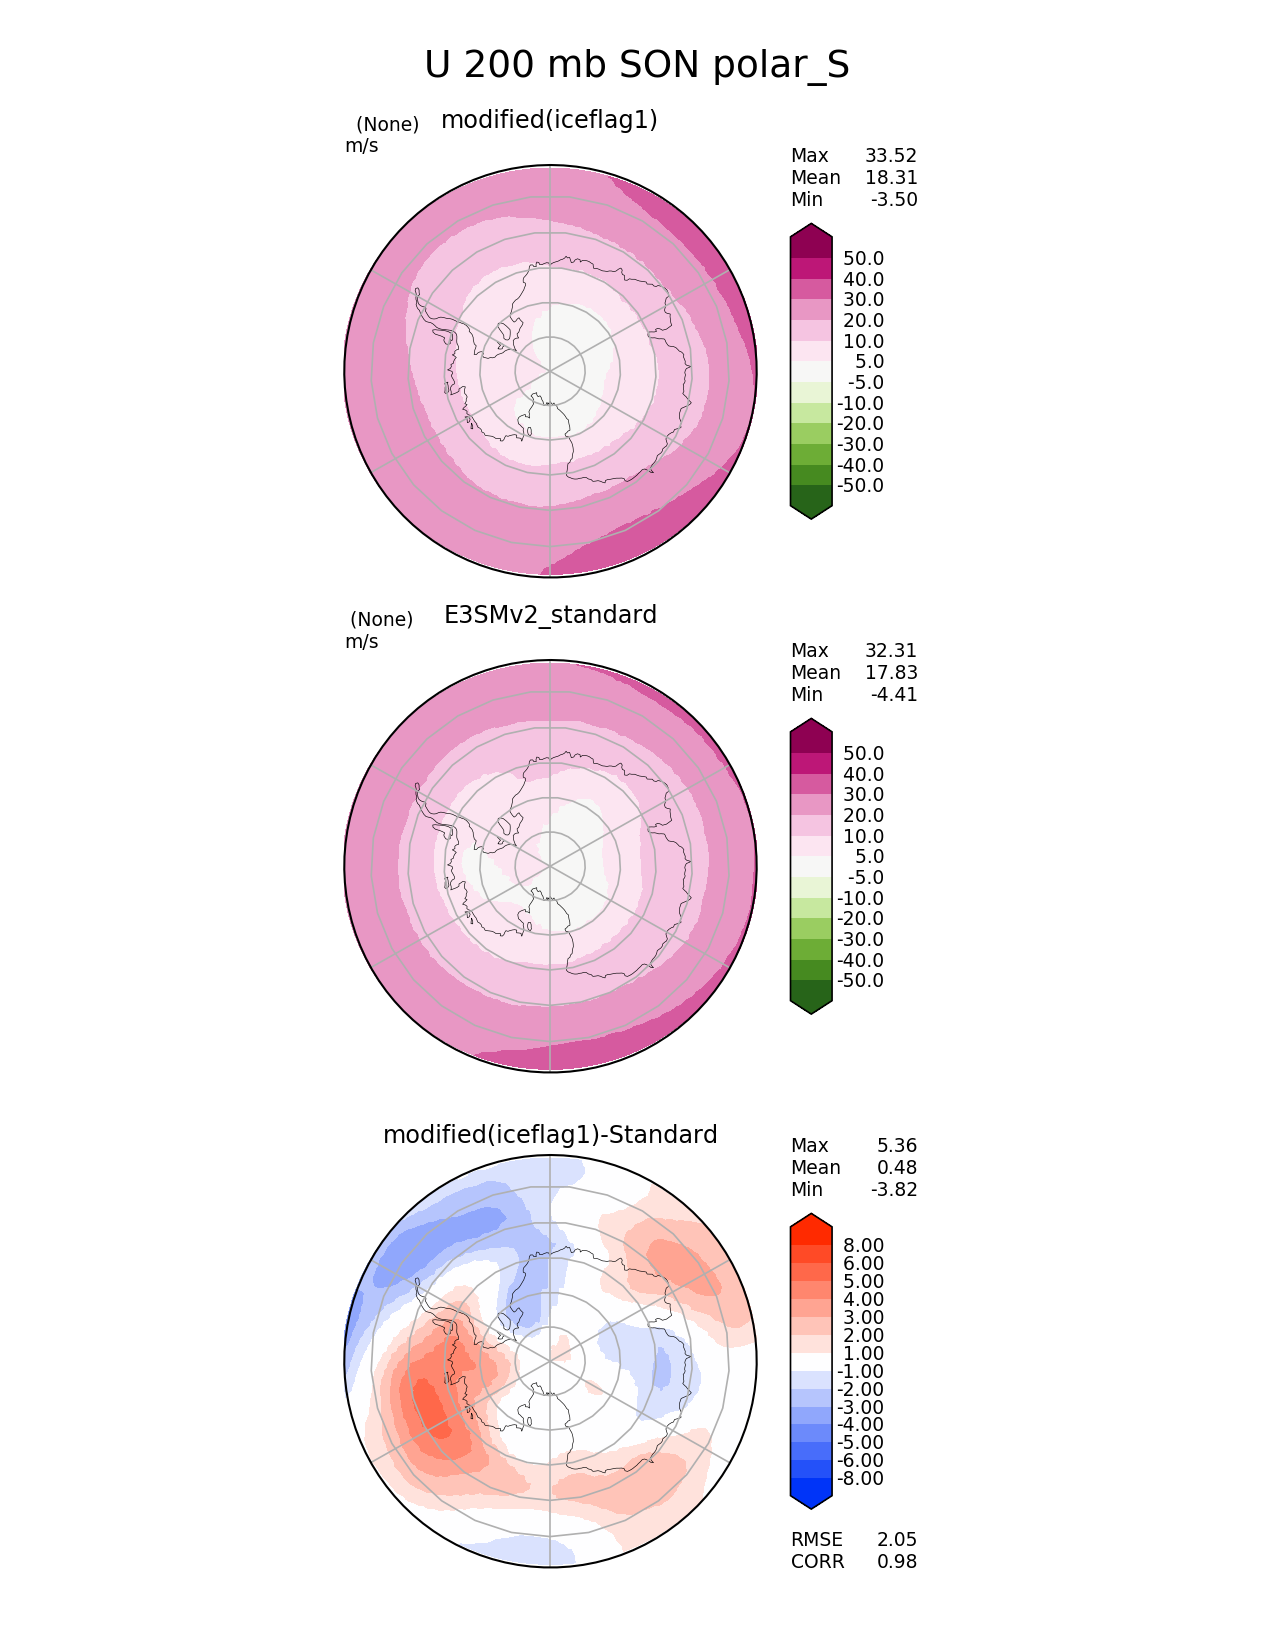 U 200 mb SON polar_S
(None)
modified(iceflag1)
m/s
Max 33.52
Mean 18.31
Min -3.50
50.0
40.0
30.0
20.0
10.0
5.0
-5.0
-10.0
-20.0
-30.0
-40.0
-50.0
(None)
E3SMv2_standard
m/s
Max 32.31
Mean 17.83
Min -4.41
50.0
40.0
30.0
20.0
10.0
5.0
-5.0
-10.0
-20.0
-30.0
-40.0
-50.0
modified(iceflag1)-Standard
Max 5.36
Mean 0.48
Min -3.82
8.00
6.00
5.00
4.00
3.00
2.00
1.00
-1.00
-2.00
-3.00
-4.00
-5.00
-6.00
-8.00
RMSE 2.05
CORR 0.98